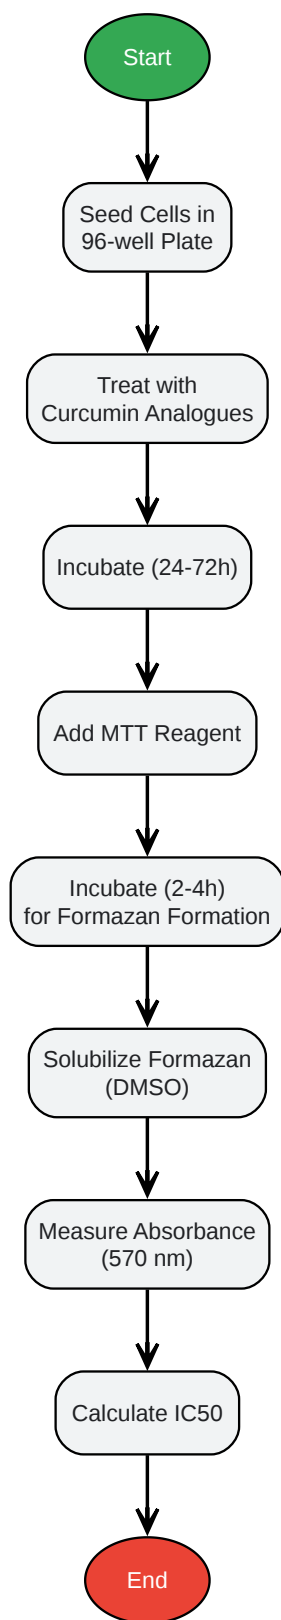 Start
Seed Cells in
96-well Plate
Treat with
Curcumin Analogues
Incubate (24-72h)
Add MTT Reagent
Incubate (2-4h)
for Formazan Formation
Solubilize Formazan
(DMSO)
Measure Absorbance
(570 nm)
Calculate IC50
End